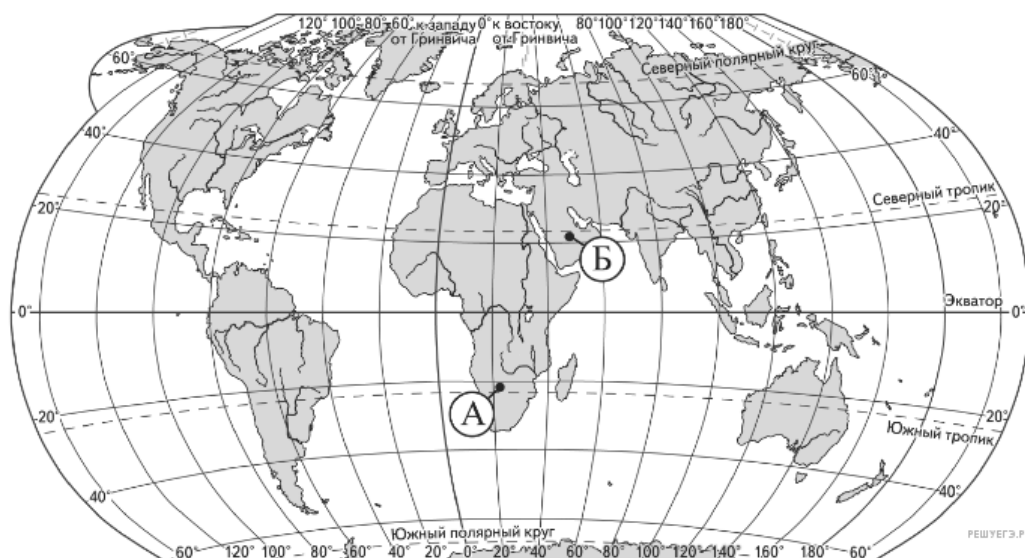 120° 100° 80° 60° к западу 0° к востоку 80° 100° 120° 140° 160° 180°
от Гринвича от Гринвича
60° Северный полярный круг 60°
40° 40°
Северный тропик
20° 20°
Б
Экватор
0° 0°
А
20° 20°
Южный тропик
40° 40°
Южный полярный круг
60° 120° 100° 80° 60° 40° 20° 0° 20° 40° 60° 80° 100° 120° 140° 160° 180° 60°
РЕШУЕГЭ.Р